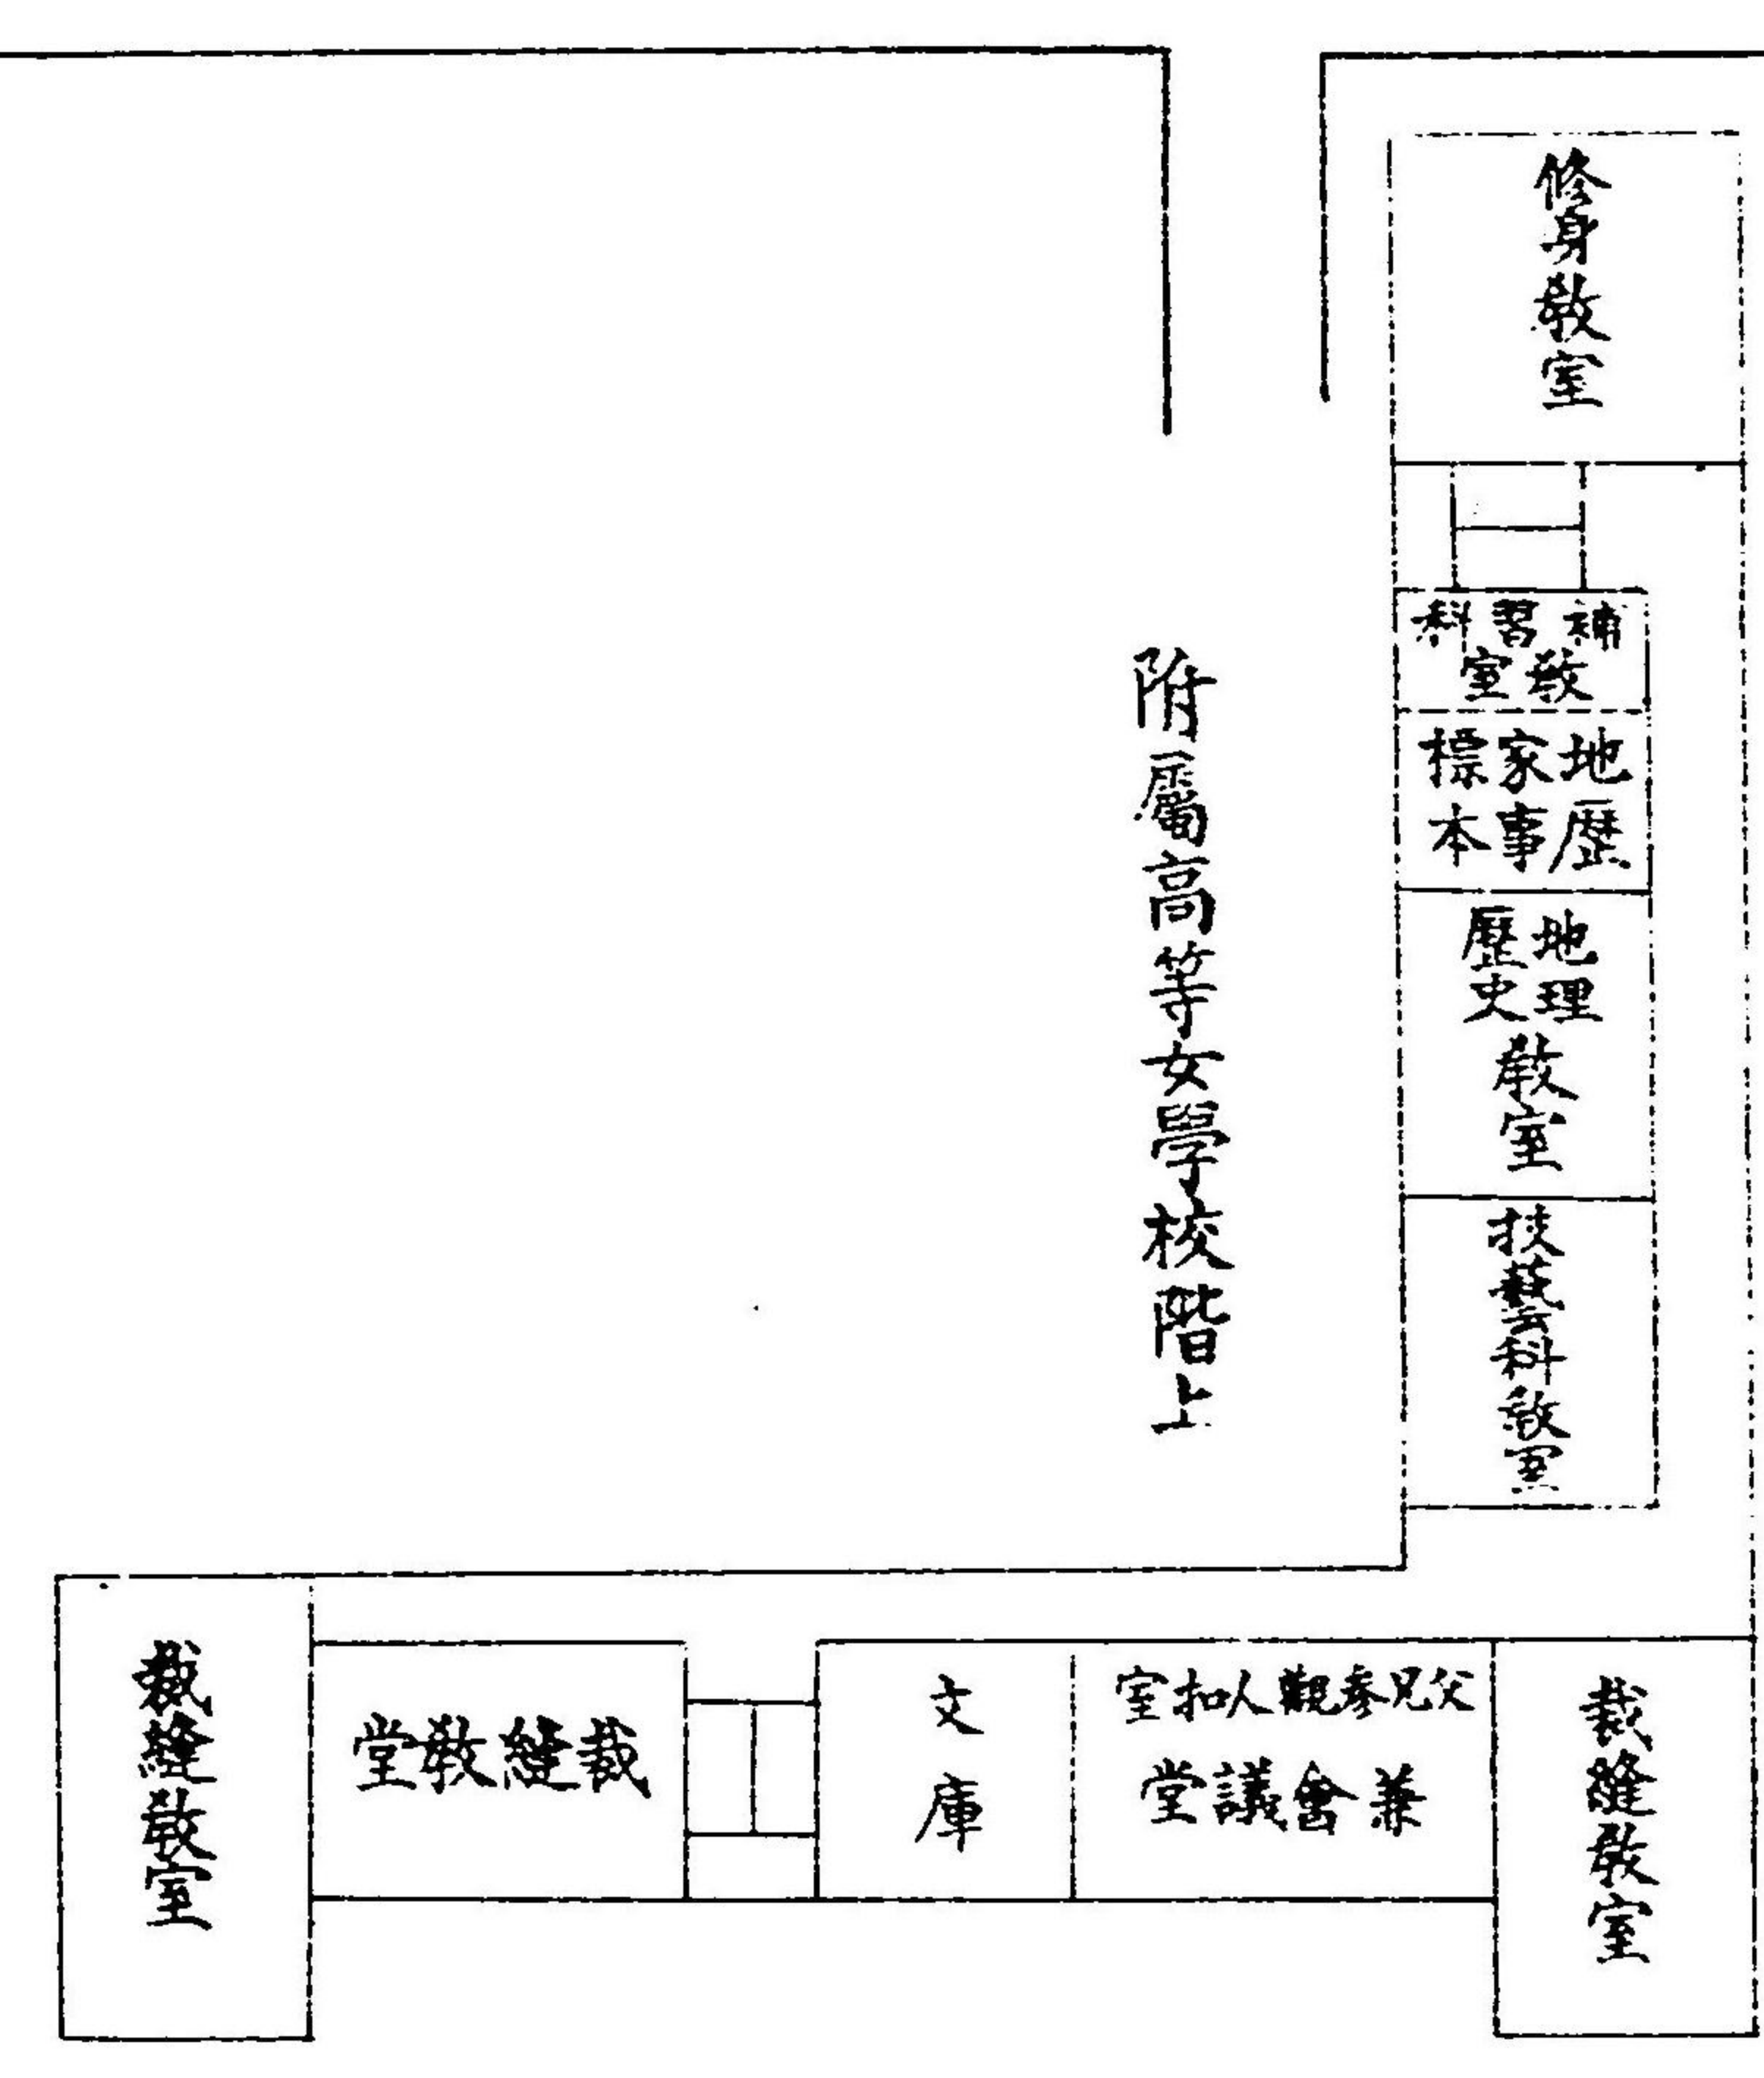 修身教室
補習科
教室
地歷
家事
標本
地理
歷史
教室
技藝科教室
附屬高等女學校階上
裁縫教室
父兄參觀人扣室
兼會議堂
文庫
裁縫教堂
裁縫教室